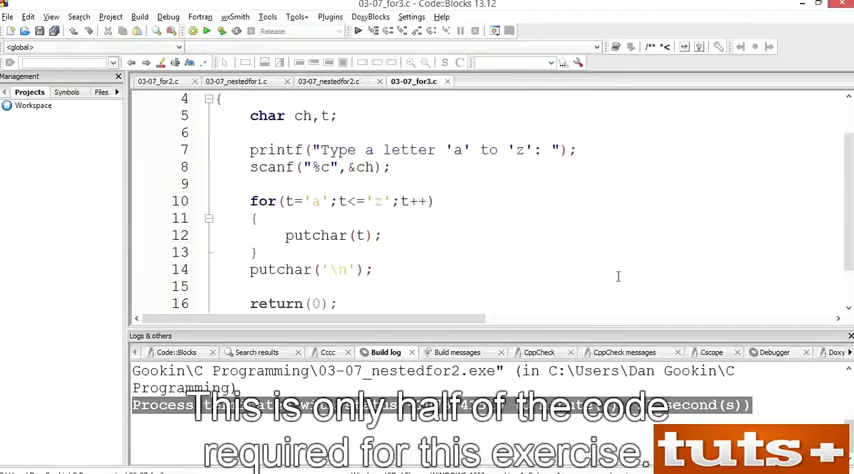 03-07_for3.c - Code::Blocks 13.12
Edit View Search Project Build Debug Fortran wxSmith Tools Tools+ Plugins DoxyBlocks Settings Help
Release
<global>
/** *<
S C
Management
Projects Symbols Files
Workspace
03-07_for2.c 03-07_nestedfor1.c 03-07_nestedfor2.c 03-07_for3.c
4 {
5 char ch,t;
6
7 printf("Type a letter 'a' to 'z': ");
8 scanf("%c",&ch);
9
10 for(t='a';t<='z';t++)
11 {
12 putchar(t);
13 }
14 putchar('\n');
15
16 return(0);
Logs & others
Code::Blocks Search results Cccc Build log Build messages CppCheck CppCheck messages Cscope Debugger Doxy
Gookin\C Programming\03-07_nestedfor2.exe" (in C:\Users\Dan Gookin\C
Programming)
Process
second(s))
This is only half of the code
required for this exercise.
tuts+